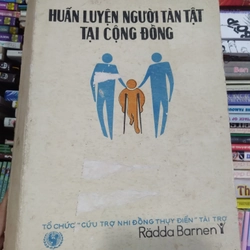 HUẤN LUYỆN NGƯỜI TÀN TẬT
TẠI CỘNG ĐỒNG
TỔ CHỨC "CỨU TRỢ NHI ĐỒNG THỤY ĐIỂN" TÀI TRỢ
Rädda Barnen